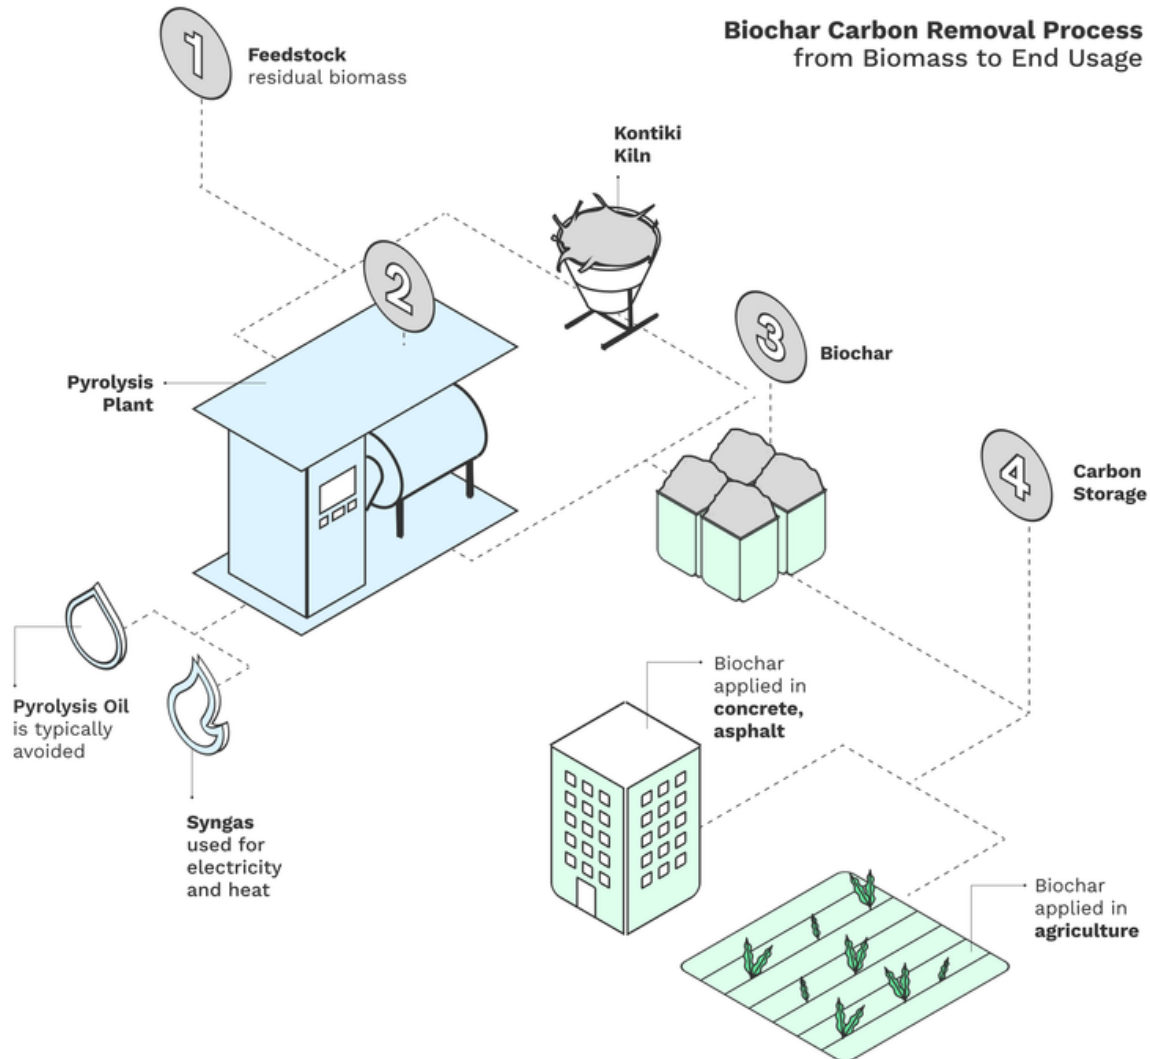 Biochar Carbon Removal Process
from Biomass to End Usage
1
Feedstock
residual biomass
Kontiki
Kiln
2
Pyrolysis
Plant
3
Biochar
4
Carbon
Storage
Pyrolysis Oil
is typically
avoided
Syngas
used for
electricity
and heat
Biochar
applied in
concrete,
asphalt
Biochar
applied in
agriculture